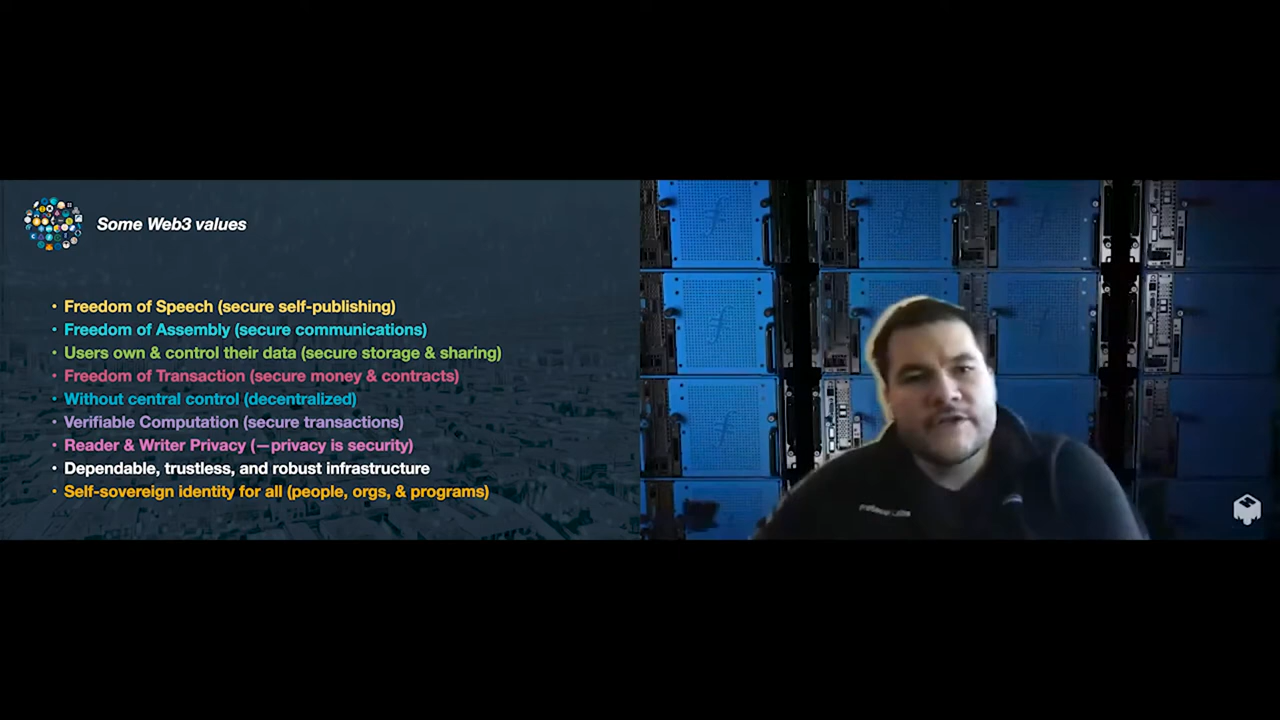 Some Web3 values
• Freedom of Speech (secure self-publishing)
• Freedom of Assembly (secure communications)
• Users own & control their data (secure storage & sharing)
• Freedom of Transaction (secure money & contracts)
• Without central control (decentralized)
• Verifiable Computation (secure transactions)
• Reader & Writer Privacy (—privacy is security)
• Dependable, trustless, and robust infrastructure
• Self-sovereign identity for all (people, orgs, & programs)